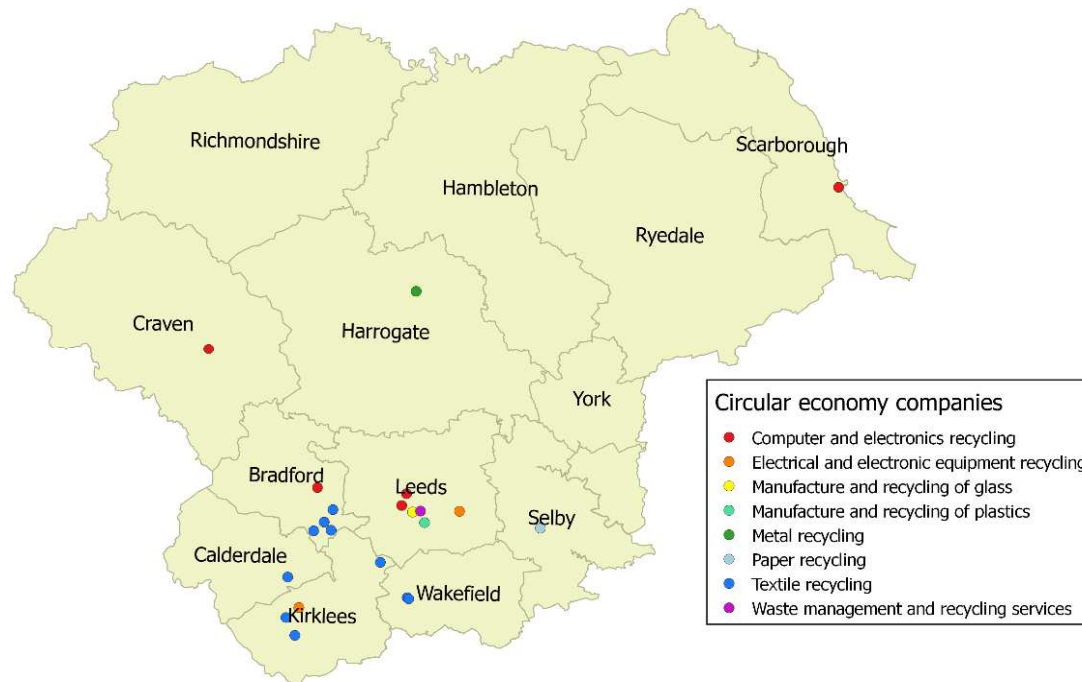 Richmondshire
Scarborough
Hambleton
Ryedale
Craven
Harrogate
York
Bradford
Leeds
Selby
Calderdale
Wakefield
Kirklees
Circular economy companies
Computer and electronics recycling
Electrical and electronic equipment recycling
Manufacture and recycling of glass
Manufacture and recycling of plastics
Metal recycling
Paper recycling
Textile recycling
Waste management and recycling services